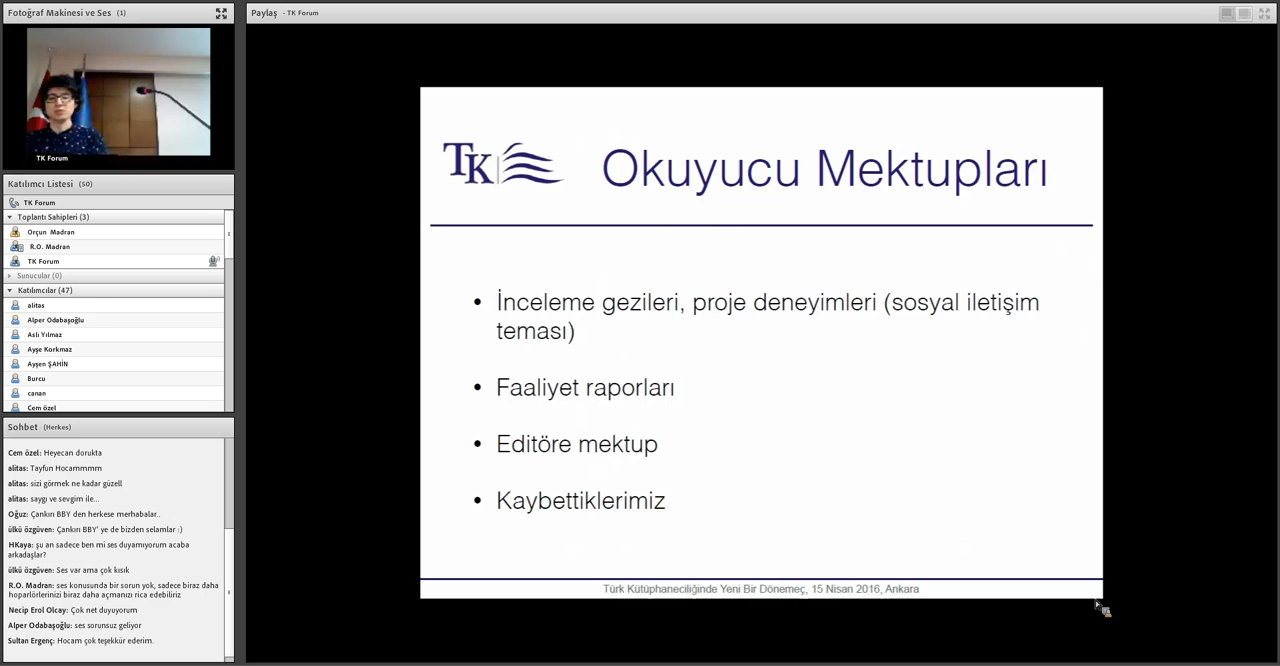 Fotoğraf Makinesi ve Ses (1)
TK Forum
Katılımcı Listesi (50)
TK Forum
Toplantı Sahipleri (3)
Orçun Madran
R.O. Madran
TK Forum
Sunucular (0)
Katılımcılar (47)
alitas
Alper Odabaşoğlu
Aslı Yılmaz
Ayşe Korkmaz
Ayşen ŞAHİN
Burcu
canan
Cem özel
Sohbet (Herkes)
Cem özel: Heyecan dorukta
alitas: Tayfun Hocammmm
alitas: sizi görmek ne kadar güzell
alitas: saygı ve sevgim ile...
Oğuz: Çankırı BBY den herkese merhabalar..
ülkü özgüven: Çankırı BBY' ye de bizden selamlar :)
HKaya: şu an sadece ben mi ses duyamıyorum acaba
arkadaşlar?
ülkü özgüven: Ses var ama çok kısık
R.O. Madran: ses konusunda bir sorun yok, sadece biraz daha
hoparlörlerinizi biraz daha açmanızı rica edebiliriz
Necip Erol Olcay: Çok net duyuyorum
Alper Odabaşoğlu: ses sorunsuz geliyor
Sultan Ergenç: Hocam çok teşekkür ederim.
Paylaş - TK Forum
TK
Okuyucu Mektupları
• İnceleme gezileri, proje deneyimleri (sosyal iletişim
teması)
• Faaliyet raporları
• Editöre mektup
• Kaybettiklerimiz
Türk Kütüphaneciliğinde Yeni Bir Dönemeç, 15 Nisan 2016, Ankara